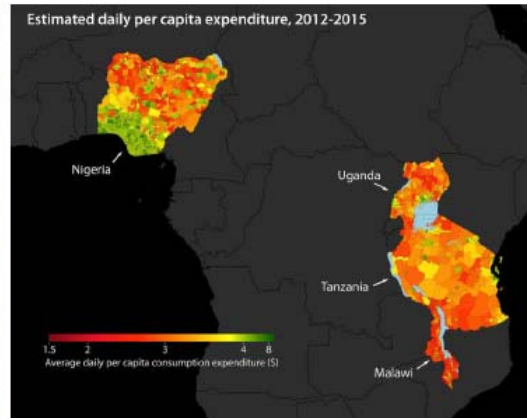 Estimated daily per capita expenditure, 2012-2015
Nigeria
Uganda
Tanzania
1.5 2 3 4 8
Average daily per capita consumption expenditure ($)
Malawi